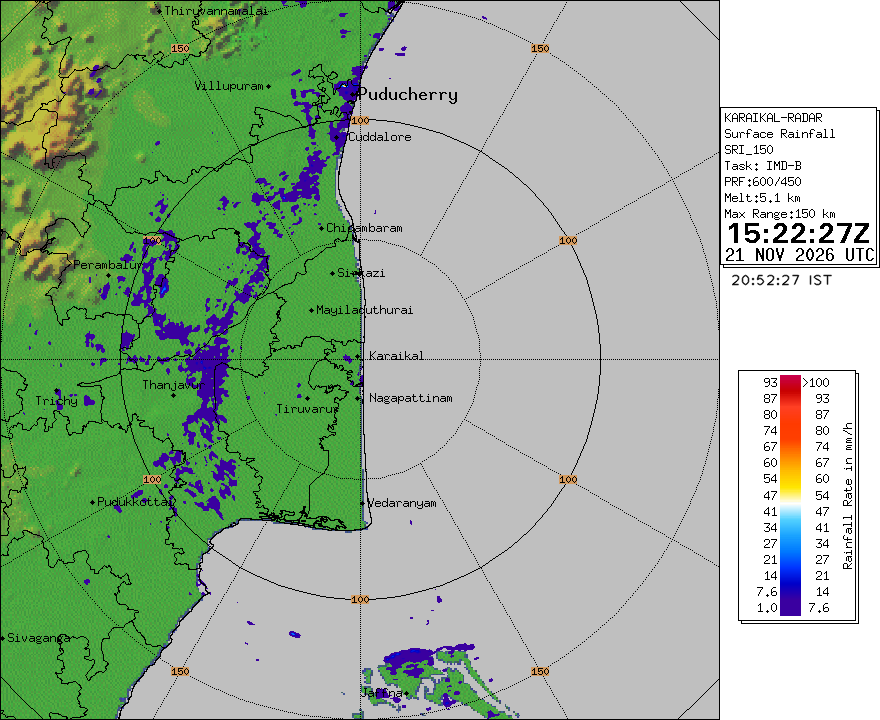 Thiruvannamalai
150
150
Villupuram
Puducherry
100
Cuddalore
Chidambaram
100
100
Perambalur
Sirkazi
Mayiladuthurai
Karaikal
Thanjavur
Trichy
Tiruvarur
Nagapattinam
100
100
Pudukkottai
Vedaranyam
100
Sivaganga
150
150
Jaffna
KARAIKAL-RADAR
Surface Rainfall
SRI_150
Task: IMD-B
PRF:600/450
Melt:5.1 km
Max Range:150 km
15:22:27Z
21 NOV 2026 UTC
20:52:27 IST
93 >100
87 93
80 87
74 80
67 74
60 67
54 60
47 54
41 47
34 41
27 34
21 27
14 21
7.6 14
1.0 7.6
Rainfall Rate in mm/h